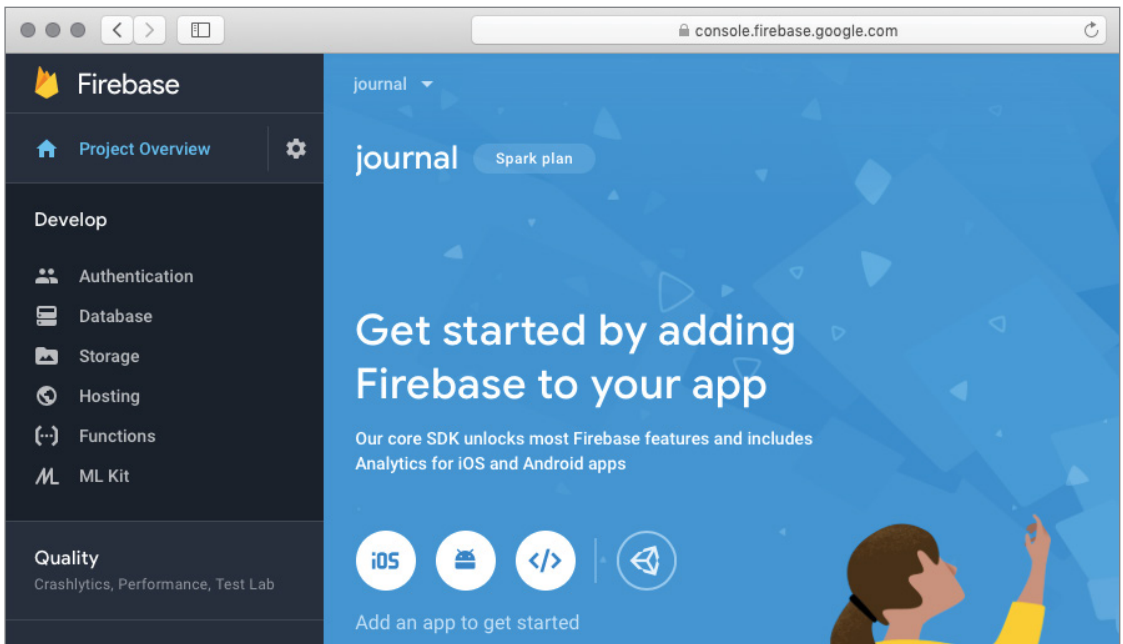 console.firebase.google.com
Firebase
Project Overview
Develop
Authentication
Database
Storage
Hosting
Functions
ML Kit
Quality
Crashlytics, Performance, Test Lab
journal
journal Spark plan
Get started by adding
Firebase to your app
Our core SDK unlocks most Firebase features and includes
Analytics for iOS and Android apps
iOS </>
Add an app to get started